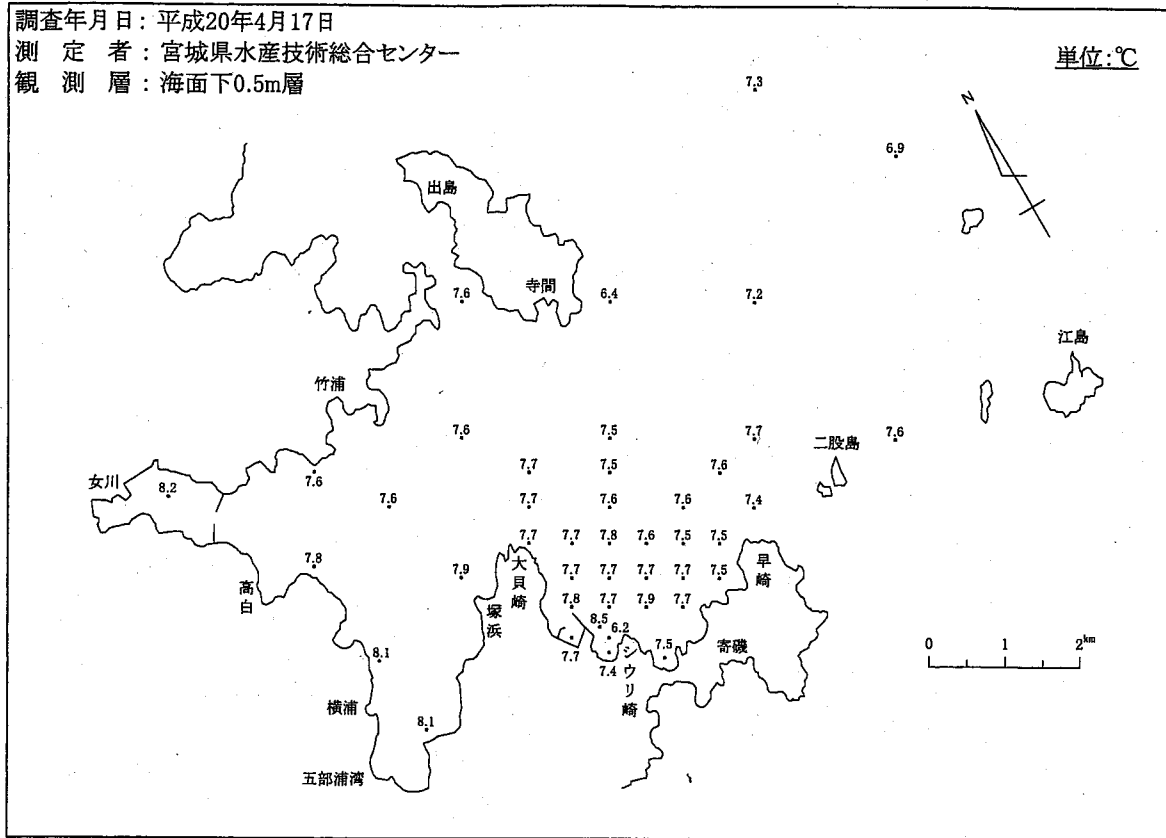 調査年月日：平成20年4月17日
測　定　者：宮城県水産技術総合センター
観　測　層：海面下0.5m層
単位：℃
N
7.3
6.9
出島
寺間
7.6
6.4
7.2
江島
竹浦
7.6
7.5
7.7
7.6
二股島
女川
8.2
7.6
7.7
7.5
7.6
7.6
7.7
7.6
7.6
7.4
7.7
7.7
7.8
7.6
7.5
7.5
7.8
7.9
大貝崎
7.7
7.7
7.7
7.7
7.5
早崎
高白
塚浜
7.8
7.7
7.9
7.7
8.5
6.2
7.7
7.4
シウリ崎
7.5
寄磯
8.1
横浦
8.1
五部浦湾
0 1 2km